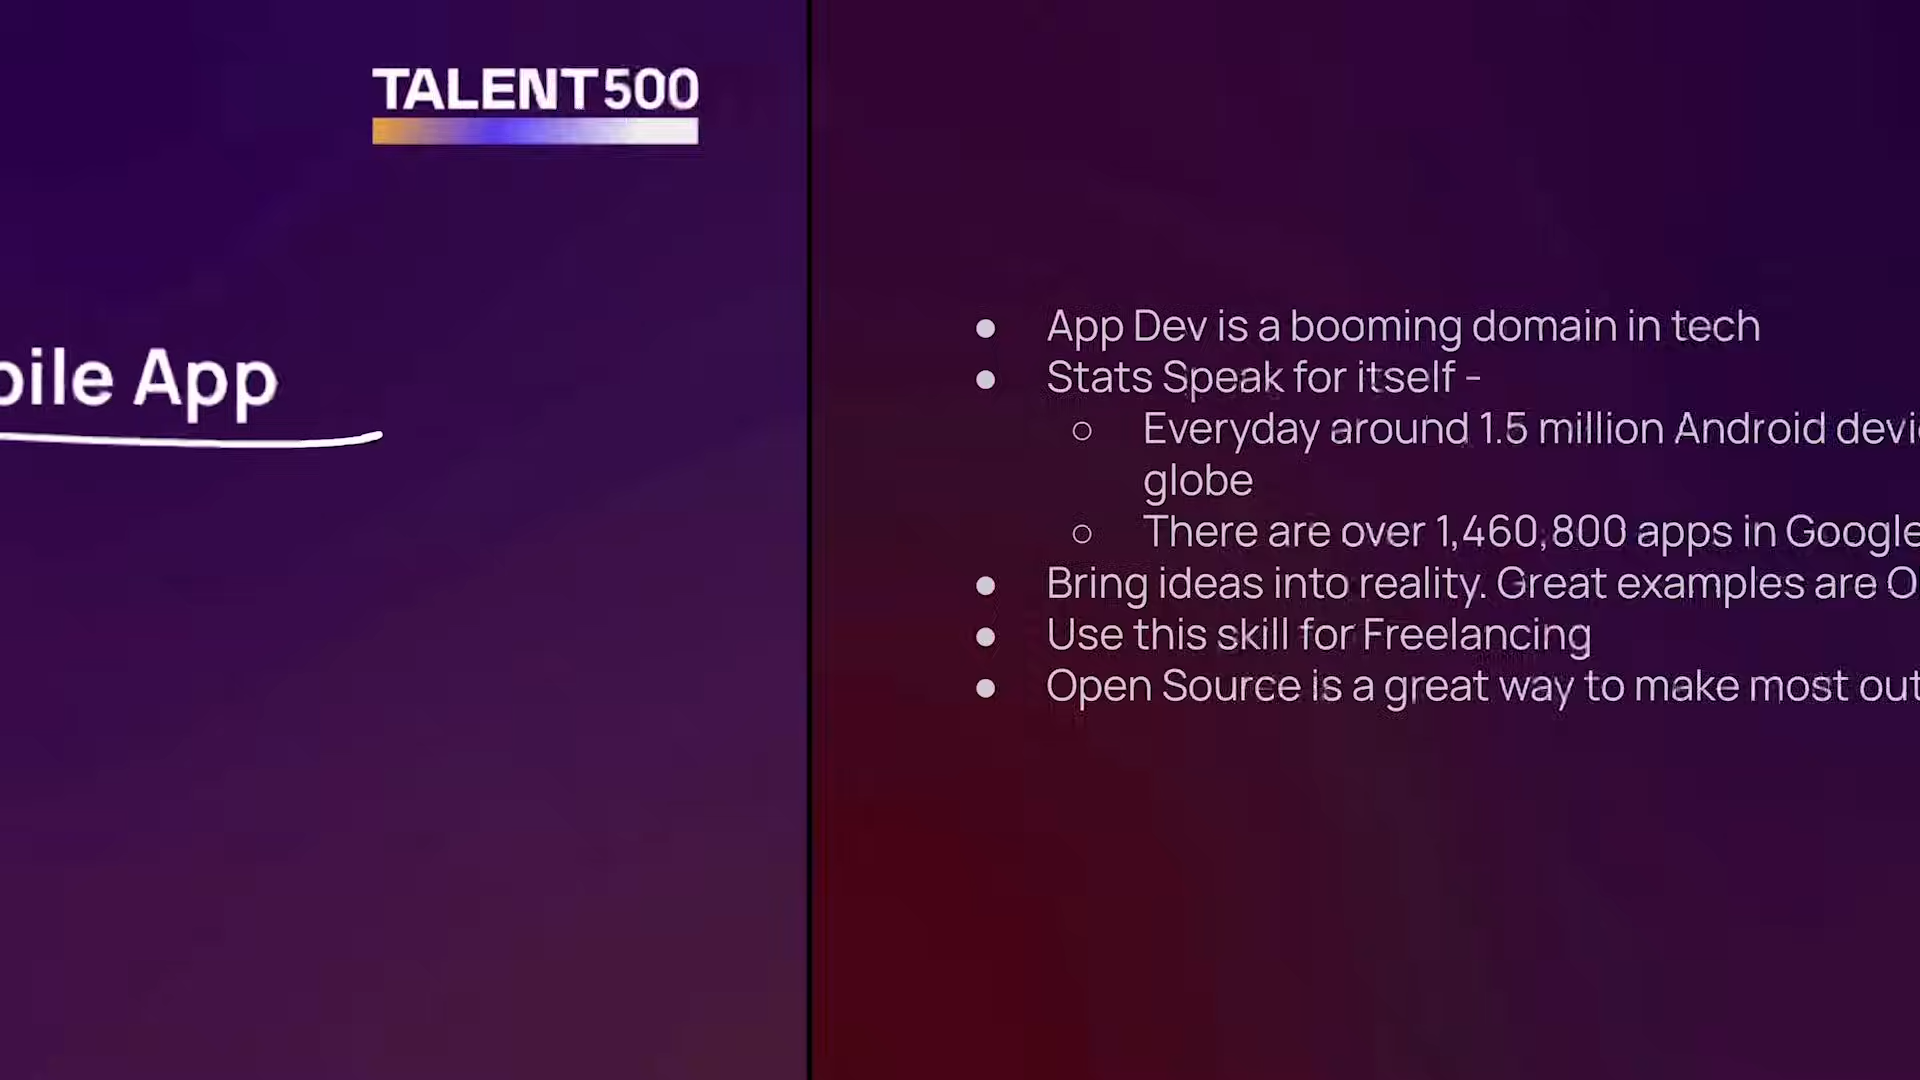 TALENT500
App
App Dev is a booming domain in tech
Stats Speak for itself -
Everyday around 1.5 million Android
globe
There are over 1,460,800 apps in Google
Bring ideas into reality. Great examples are
Use this skill for Freelancing
Open Source is a great way to make most out